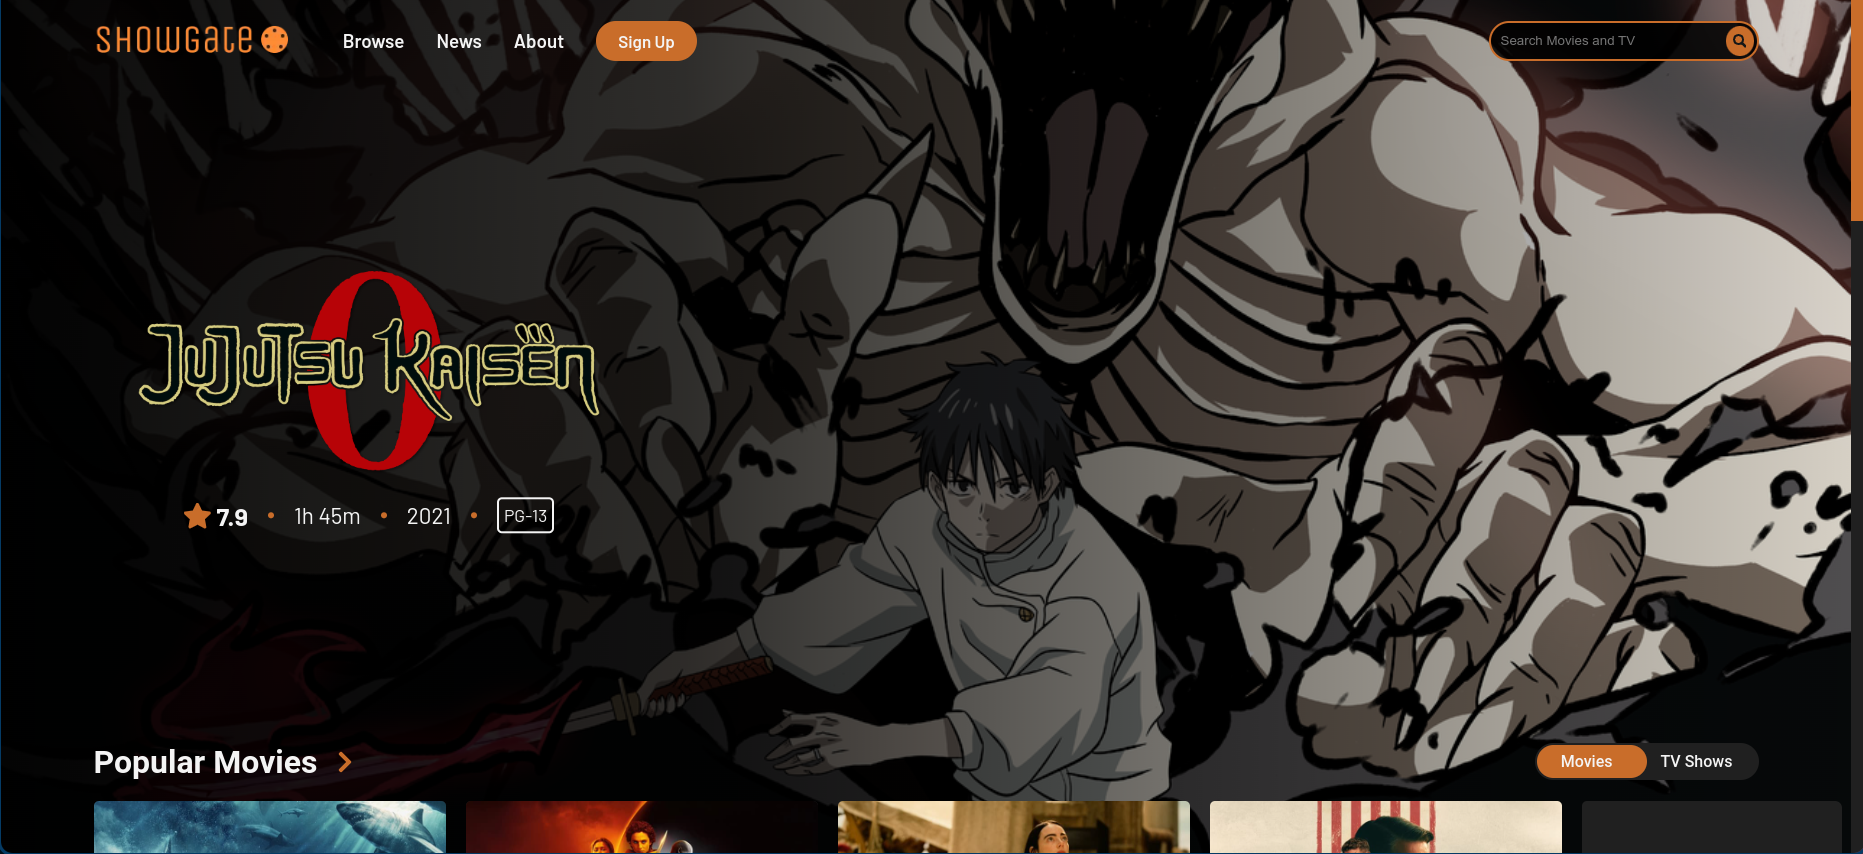 SHOWGATE
Browse
News
About
Sign Up
Search Movies and TV
JUJUTSU KAISEN
0
7.9 • 1h 45m • 2021 • PG-13
Popular Movies
Movies
TV Shows